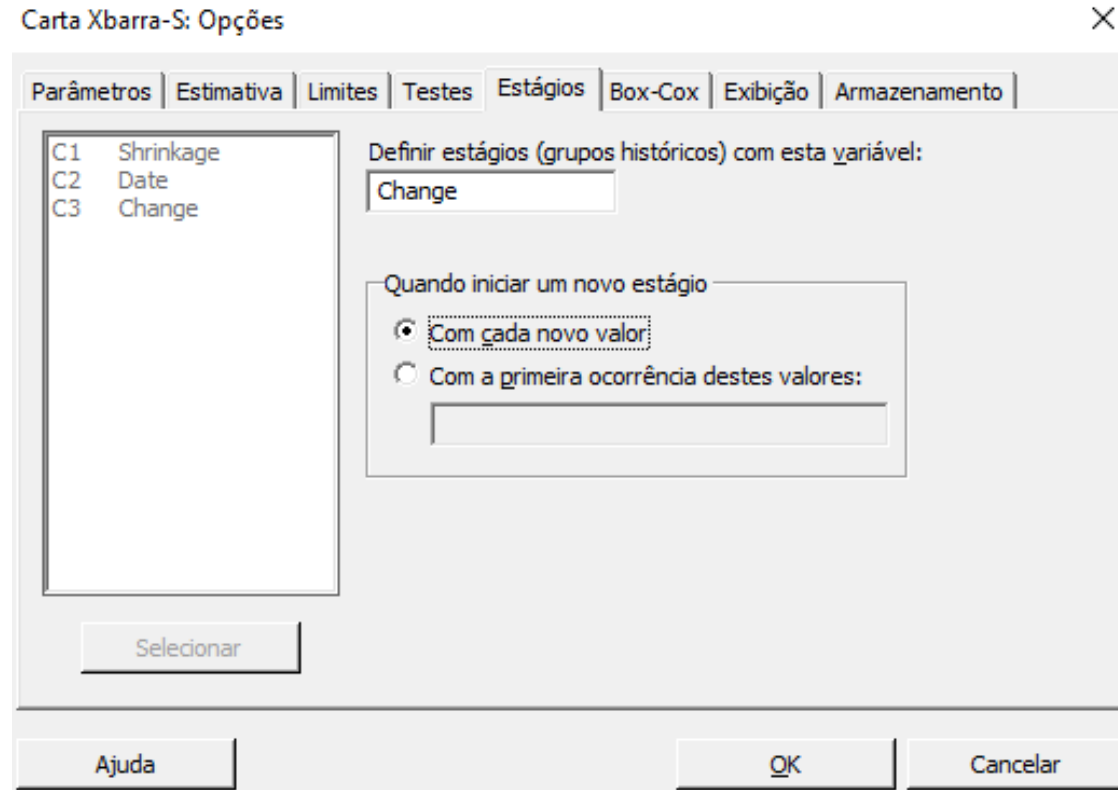 Carta Xbarra-S: Opções
Parâmetros Estimativa Limites Testes Estágios Box-Cox Exibição Armazenamento
C1 Shrinkage
C2 Date
C3 Change
Selecionar
Definir estágios (grupos históricos) com esta variável:
Change
Quando iniciar um novo estágio
Com cada novo valor
Com a primeira ocorrência destes valores:
Ajuda OK Cancelar